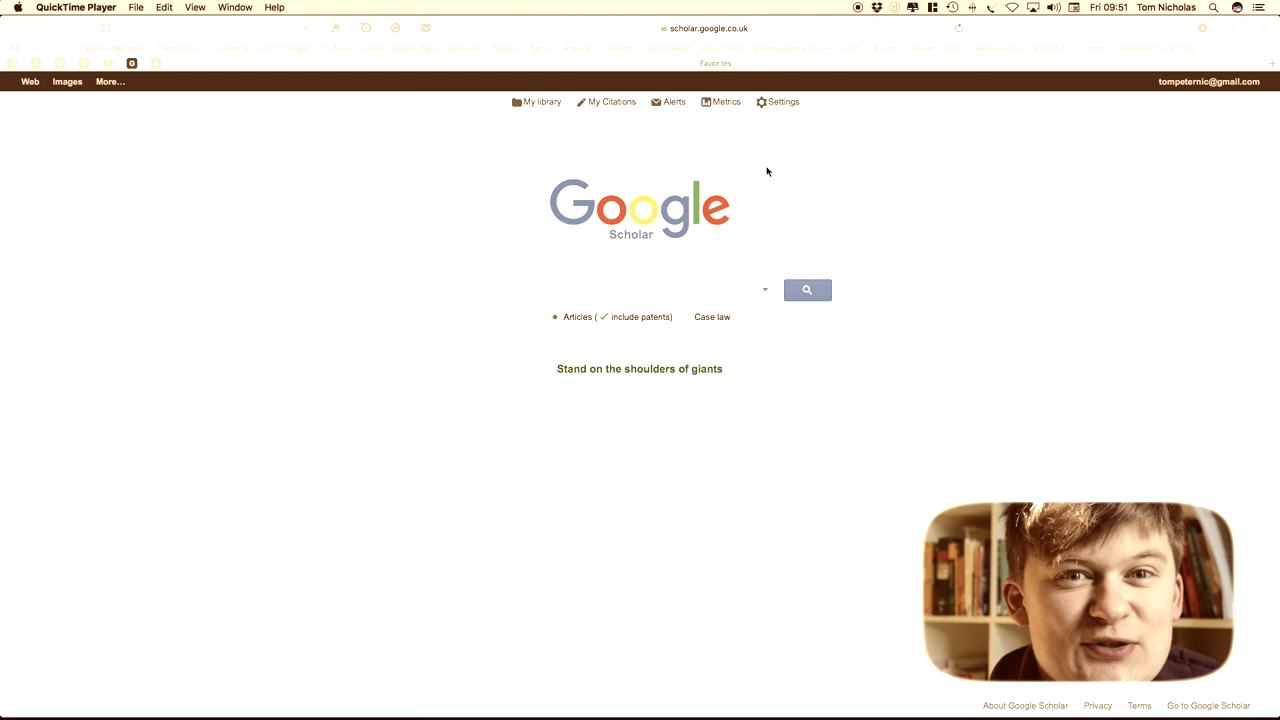 QuickTime Player File Edit View Window Help Fri 09:51 Tom Nicholas
scholar.google.co.uk
Favorites
Web Images More... tompeternic@gmail.com
My library My Citations Alerts Metrics Settings
Google
Scholar
Articles ( include patents) Case law
Stand on the shoulders of giants
About Google Scholar Privacy Terms Go to Google Scholar